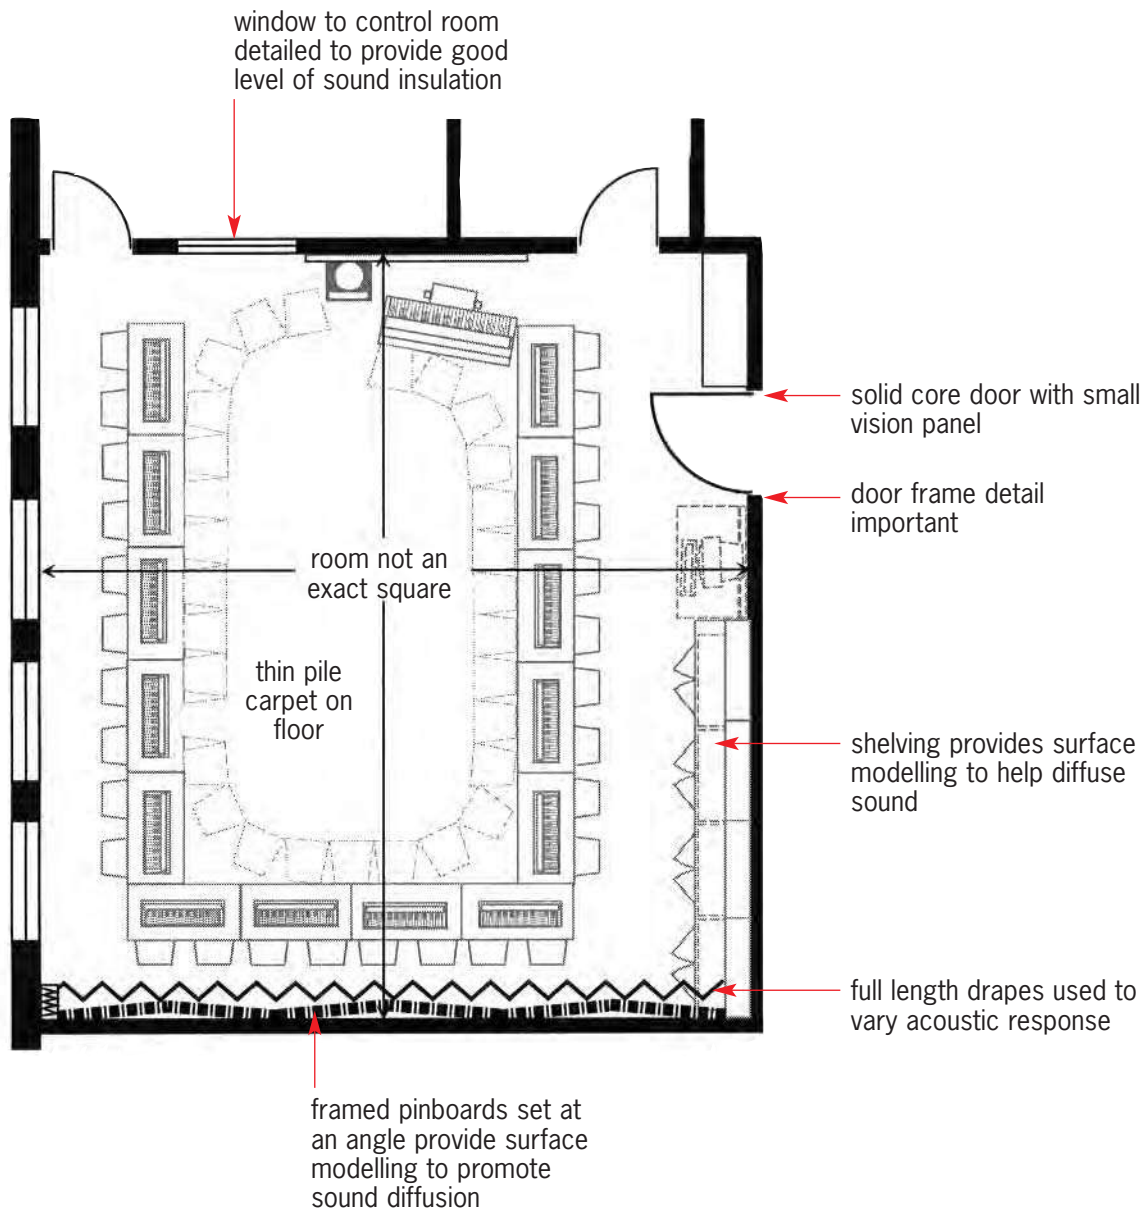 window to control room
detailed to provide good
level of sound insulation
solid core door with small
vision panel
door frame detail
important
room not an
exact square
thin pile
carpet on
floor
shelving provides surface
modelling to help diffuse
sound
full length drapes used to
vary acoustic response
framed pinboards set at
an angle provide surface
modelling to promote
sound diffusion